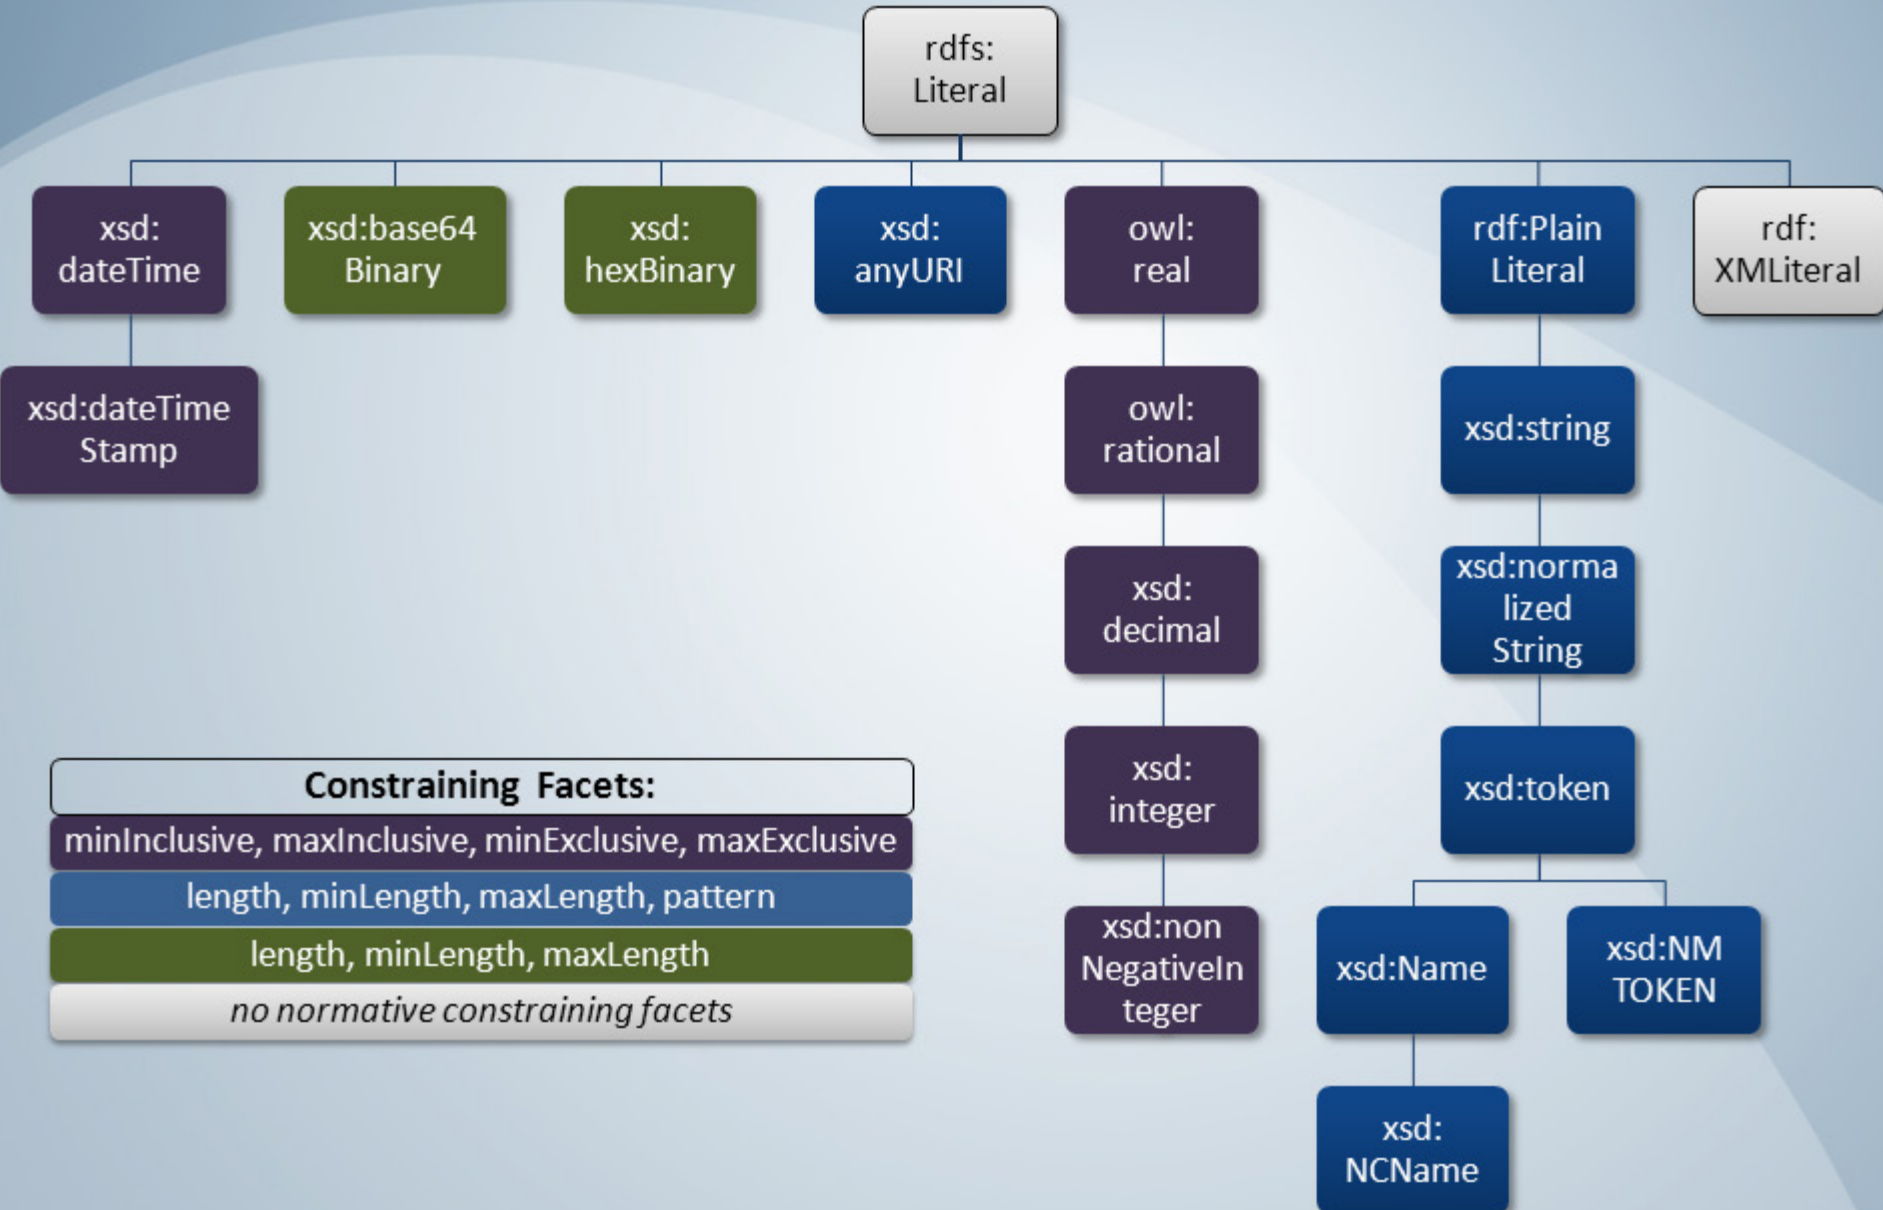 rdfs:
Literal
xsd:
dateTime
xsd:base64
Binary
xsd:
hexBinary
xsd:
anyURI
owl:
real
rdf:Plain
Literal
rdf:
XMLiteral
xsd:dateTime
Stamp
owl:
rational
xsd:string
xsd:
decimal
xsd:norma
lized
String
xsd:
integer
xsd:token
Constraining Facets:
minInclusive, maxInclusive, minExclusive, maxExclusive
length, minLength, maxLength, pattern
length, minLength, maxLength
no normative constraining facets
xsd:non
NegativeIn
teger
xsd:Name
xsd:NM
TOKEN
xsd:
NCName